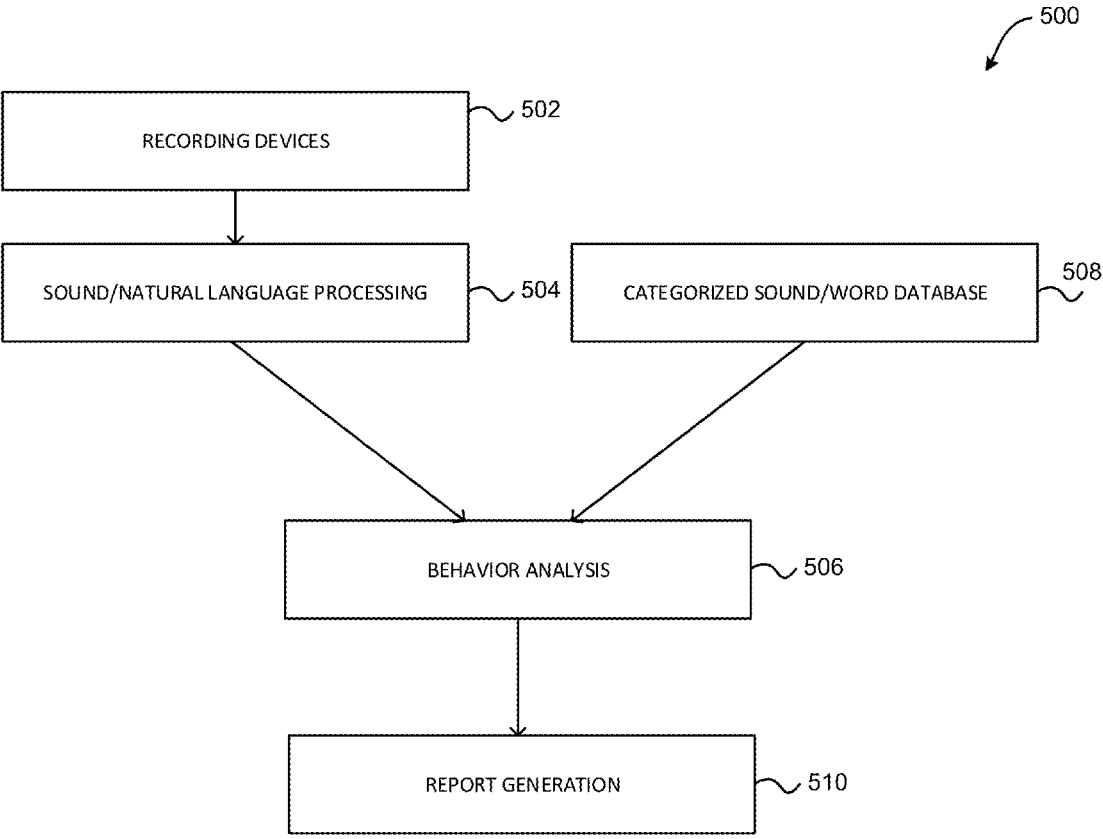 500
RECORDING DEVICES
502
SOUND/NATURAL LANGUAGE PROCESSING
504
CATEGORIZED SOUND/WORD DATABASE
508
BEHAVIOR ANALYSIS
506
REPORT GENERATION
510